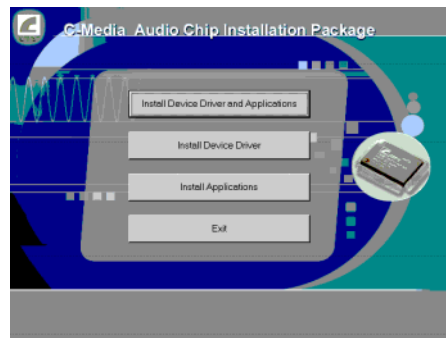 C-Media Audio Chip Installation Package
Install Device Driver and Applications
Install Device Driver
Install Applications
Exit